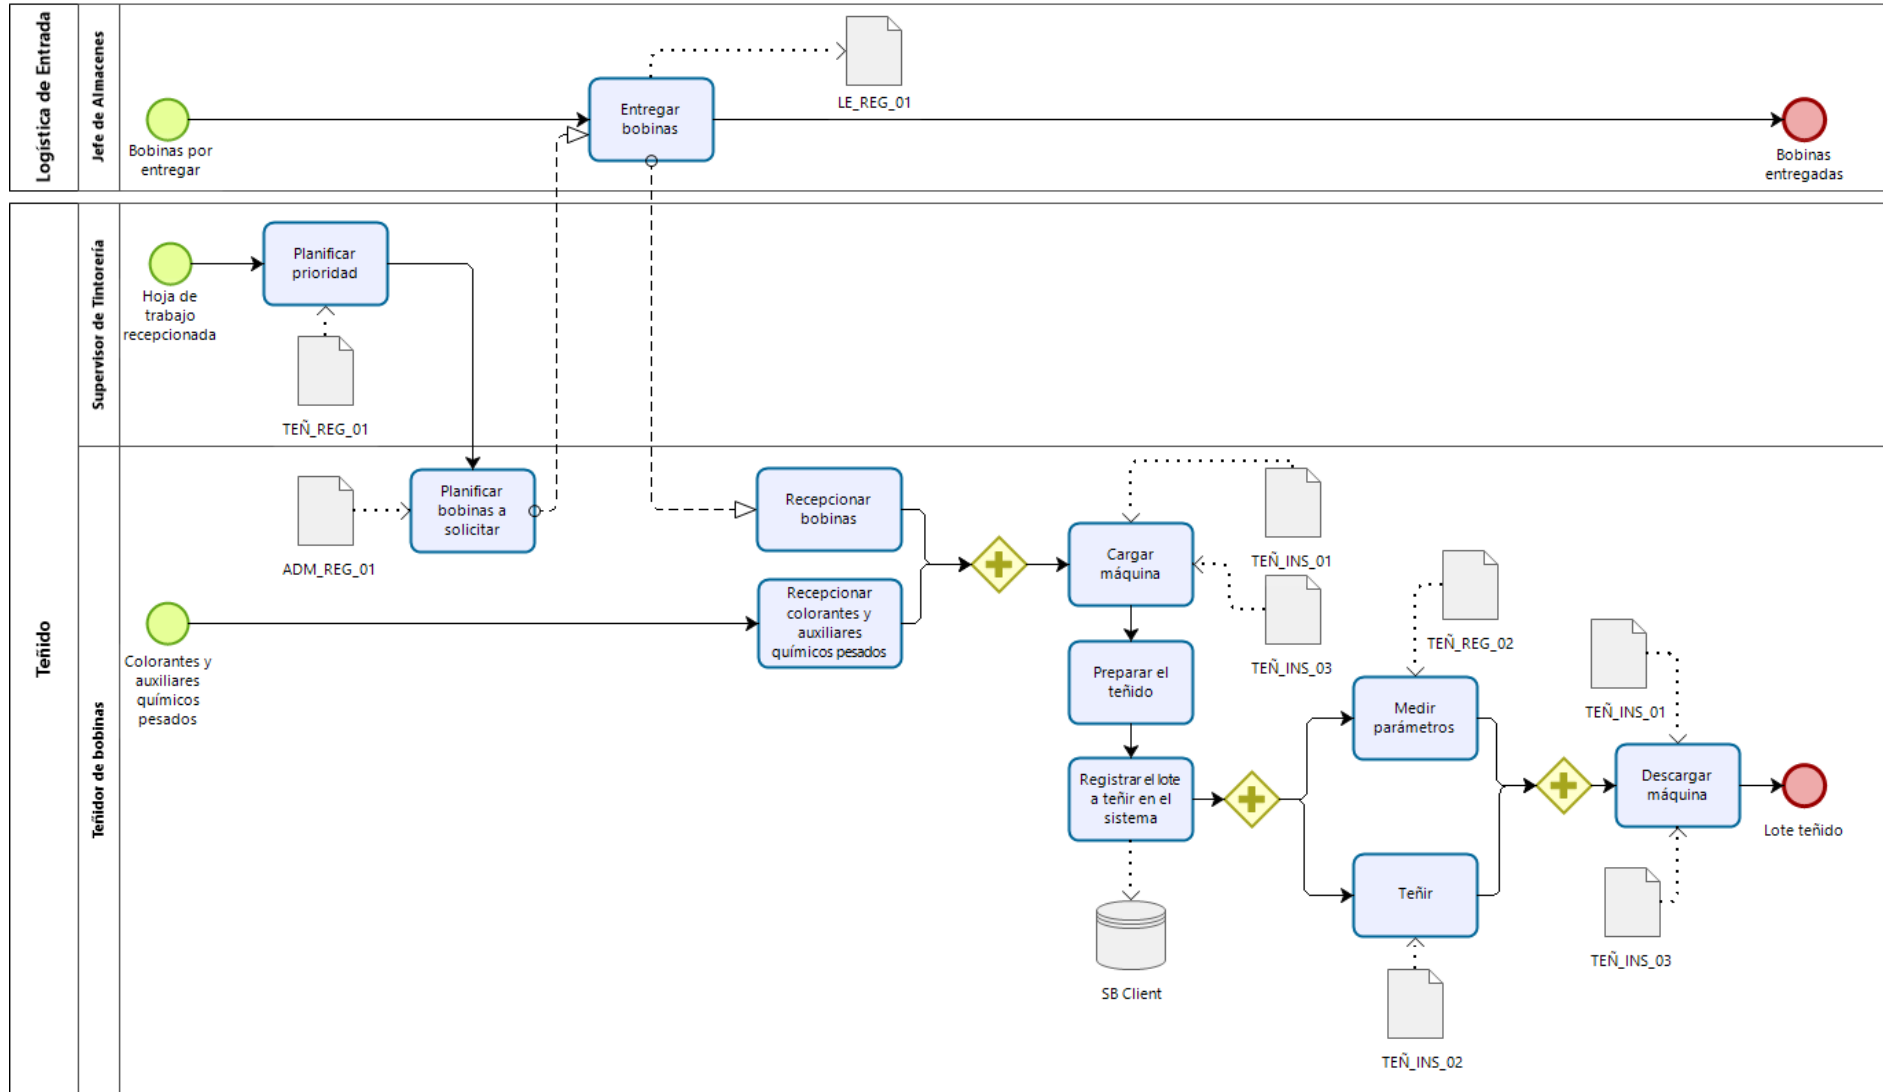 Logística de Entrada
Jefe de Almacenes
Bobinas por
entregar
Entregar
bobinas
LE_REG_01
Bobinas
entregadas
Teñido
Supervisor de Tintorería
Hoja de
trabajo
recepcionada
Planificar
prioridad
TEÑ_REG_01
Teñidor de bobinas
ADM_REG_01
Planificar
bobinas a
solicitar
Recepcionar
bobinas
Colorantes y
auxiliares
químicos
pesados
Recepcionar
colorantes y
auxiliares
químicos pesados
Cargar
máquina
TEÑ_INS_01
TEÑ_INS_03
Preparar el
teñido
Registrar el lote
a teñir en el
sistema
SB Client
TEÑ_REG_02
Medir
parámetros
Teñir
TEÑ_INS_02
TEÑ_INS_01
Descargar
máquina
TEÑ_INS_03
Lote teñido